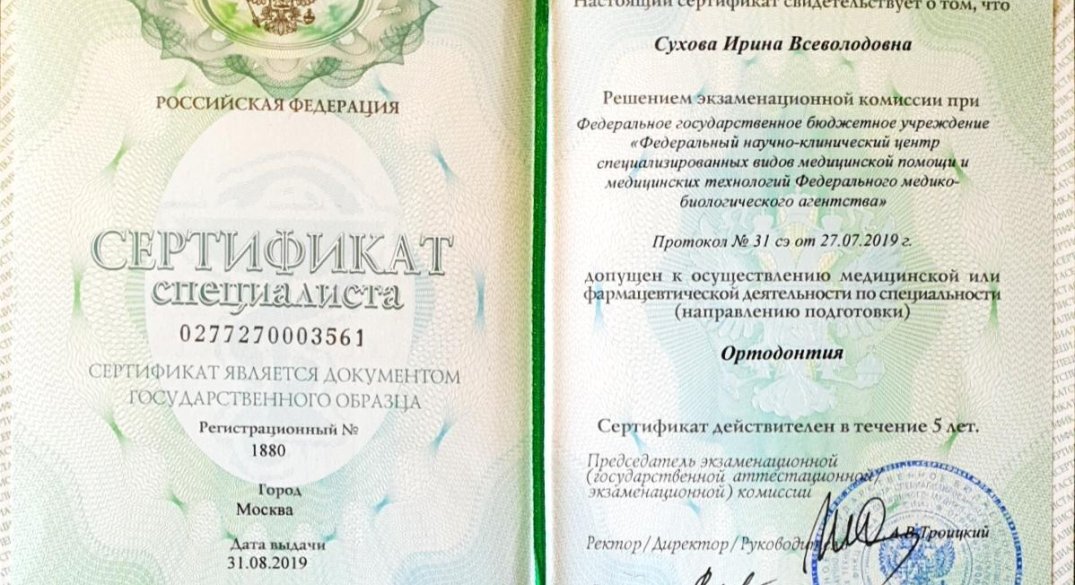 РОССИЙСКАЯ ФЕДЕРАЦИЯ
СЕРТИФИКАТ
специалиста
0277270003561
СЕРТИФИКАТ ЯВЛЯЕТСЯ ДОКУМЕНТОМ
ГОСУДАРСТВЕННОГО ОБРАЗЦА
Регистрационный №
1880
Город
Москва
Дата выдачи
31.08.2019
Настоящий сертификат свидетельствует о том, что
Сухова Ирина Всеволодовна
Решением экзаменационной комиссии при
Федеральное государственное бюджетное учреждение
«Федеральный научно-клинический центр
специализированных видов медицинской помощи и
медицинских технологий Федерального медико-
биологического агентства»
Протокол № 31 сэ от 27.07.2019 г.
допущен к осуществлению медицинской или
фармацевтической деятельности по специальности
(направлению подготовки)
Ортодонтия
Сертификат действителен в течение 5 лет.
Председатель экзаменационной
(государственной аттестационной/
экзаменационной) комиссии
А.В.Троицкий
Ректор/Директор/Руководит